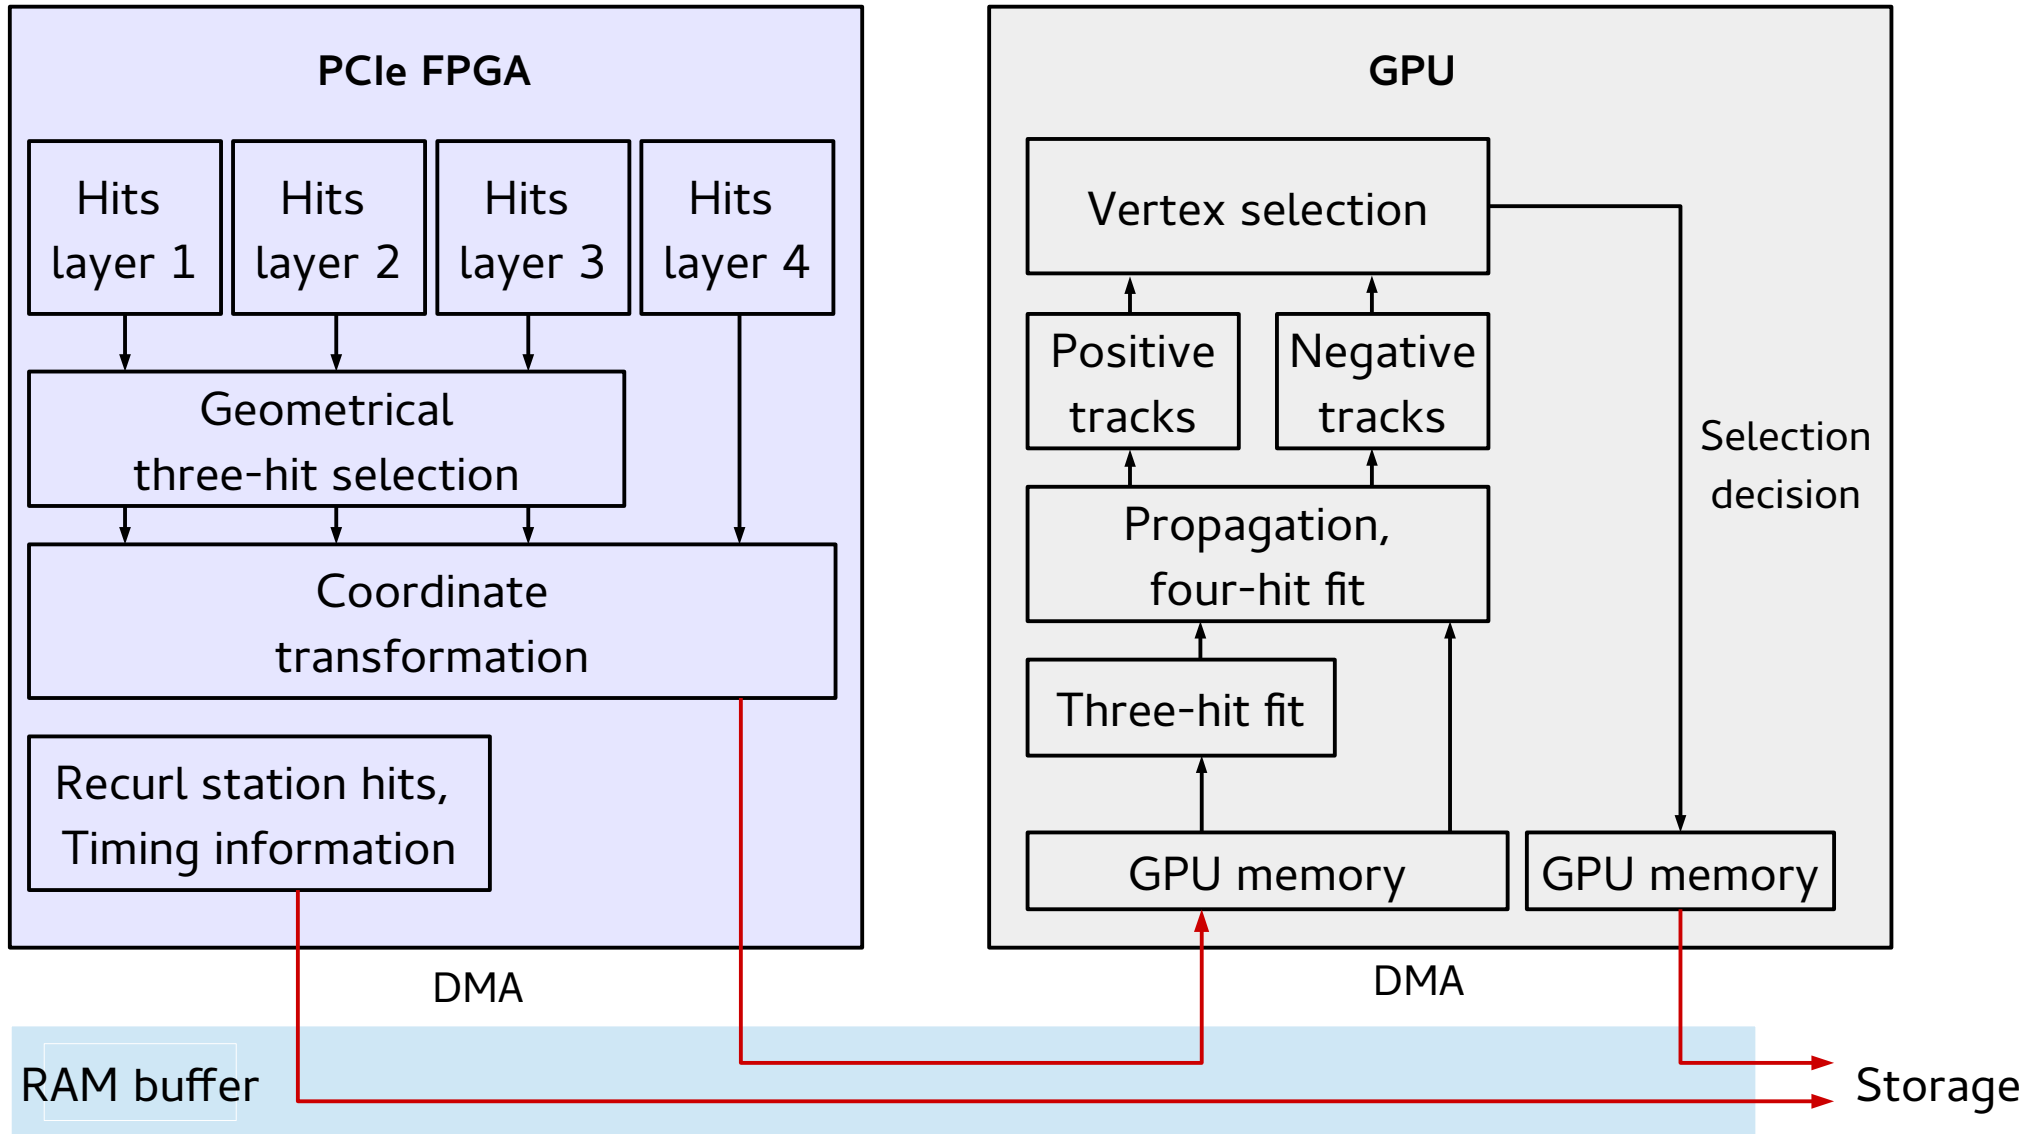 PCIe FPGA
Hits
layer 1
Hits
layer 2
Hits
layer 3
Hits
layer 4
Geometrical
three-hit selection
Coordinate
transformation
Recurl station hits,
Timing information
DMA
GPU
Vertex selection
Positive
tracks
Negative
tracks
Selection
decision
Propagation,
four-hit fit
Three-hit fit
GPU memory
GPU memory
DMA
RAM buffer
Storage